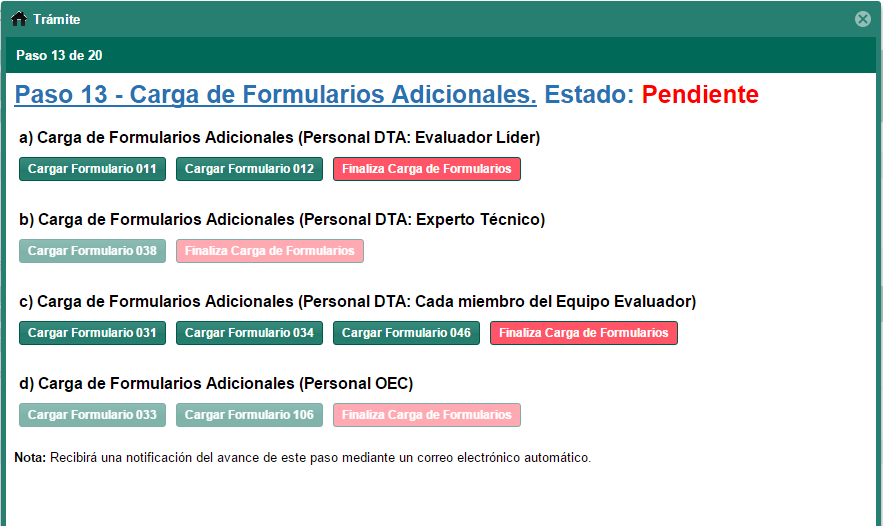 Trámite
Paso 13 de 20
Paso 13 - Carga de Formularios Adicionales. Estado: Pendiente
a) Carga de Formularios Adicionales (Personal DTA: Evaluador Líder)
Cargar Formulario 011 Cargar Formulario 012 Finaliza Carga de Formularios
b) Carga de Formularios Adicionales (Personal DTA: Experto Técnico)
Cargar Formulario 038 Finaliza Carga de Formularios
c) Carga de Formularios Adicionales (Personal DTA: Cada miembro del Equipo Evaluador)
Cargar Formulario 031 Cargar Formulario 034 Cargar Formulario 046 Finaliza Carga de Formularios
d) Carga de Formularios Adicionales (Personal OEC)
Cargar Formulario 033 Cargar Formulario 106 Finaliza Carga de Formularios
Nota: Recibirá una notificación del avance de este paso mediante un correo electrónico automático.